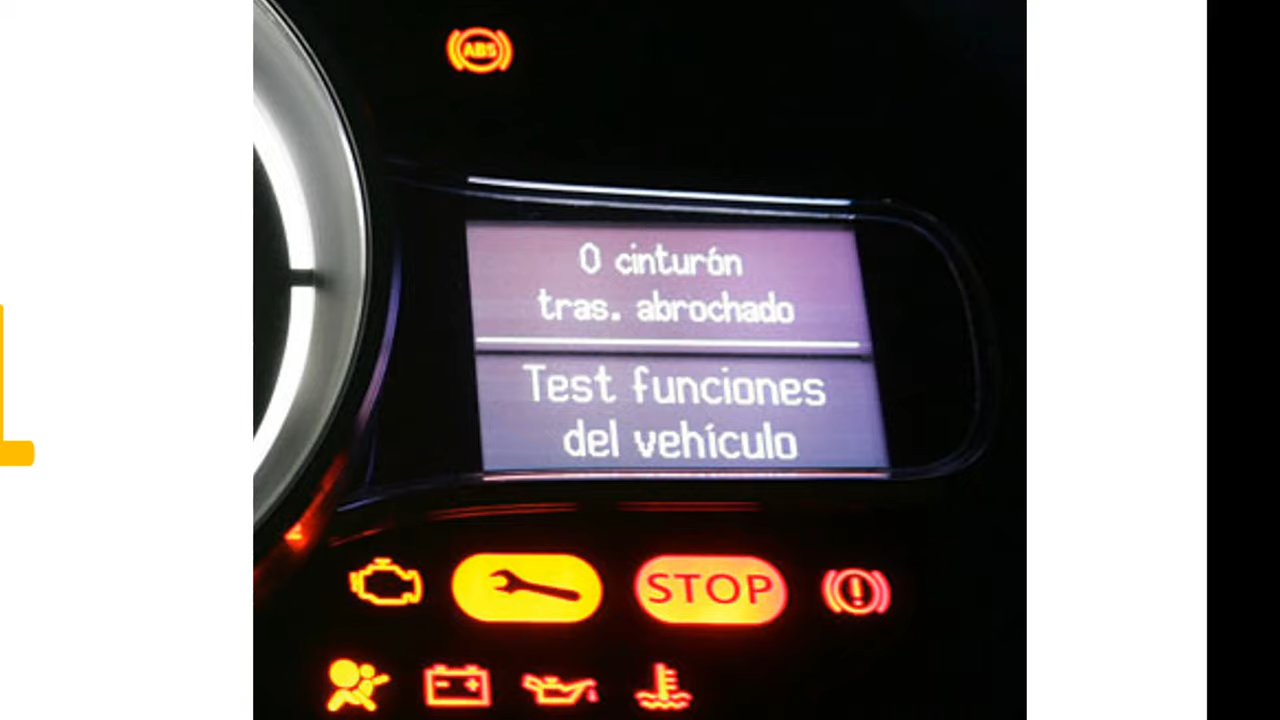 ABS
0 cinturón
tras. abrochado
Test funciones
del vehículo
STOP